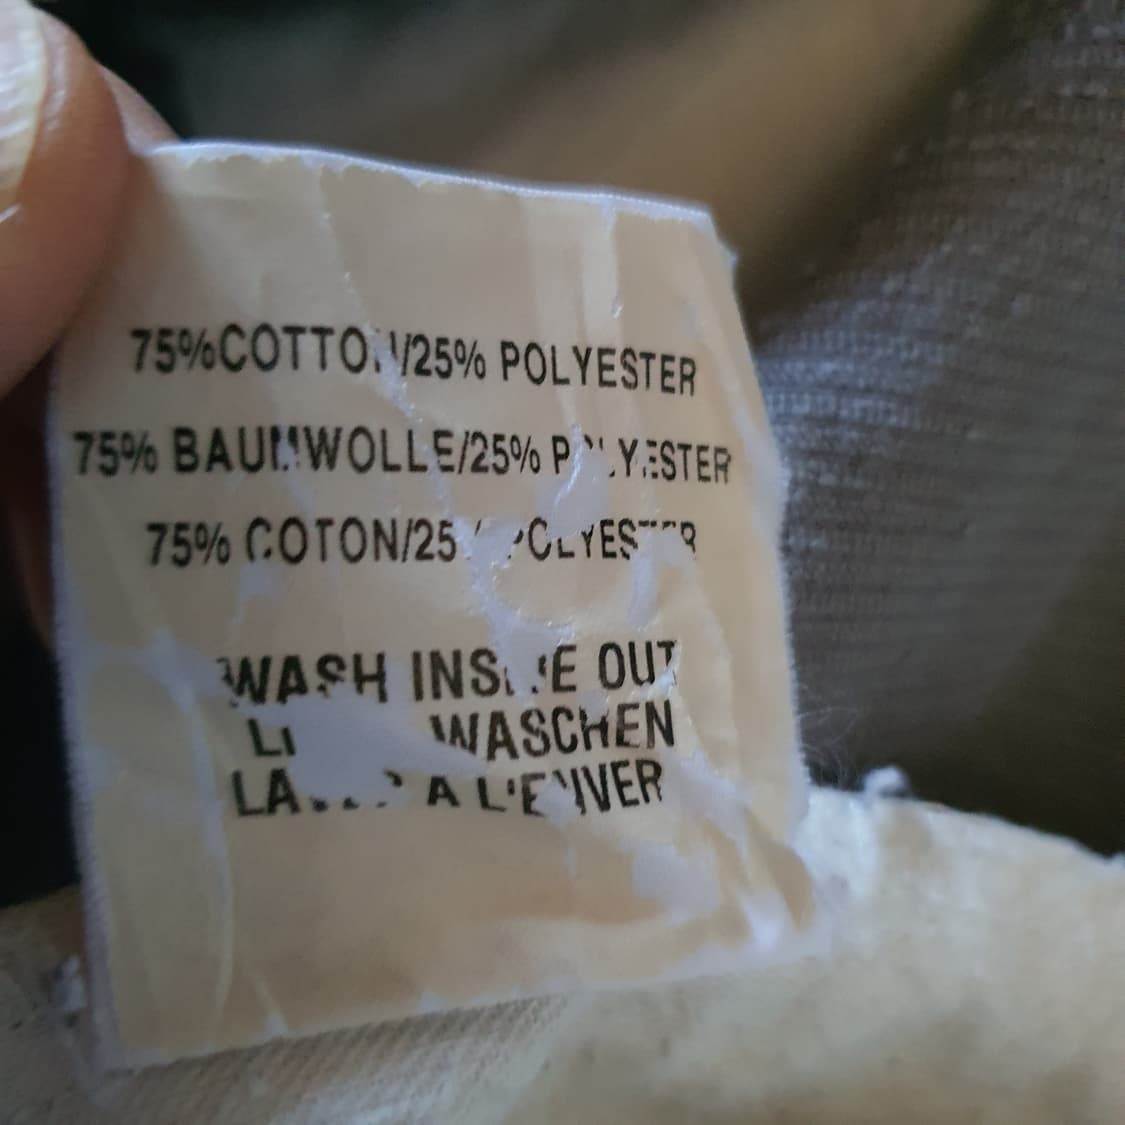 75%COTTON/25% POLYESTER
75% BAUMWOLLE/25% POLYESTER
75% COTON/25% POLYESTER
WASH INSIDE OUT
WASCHEN
A L'ENVER